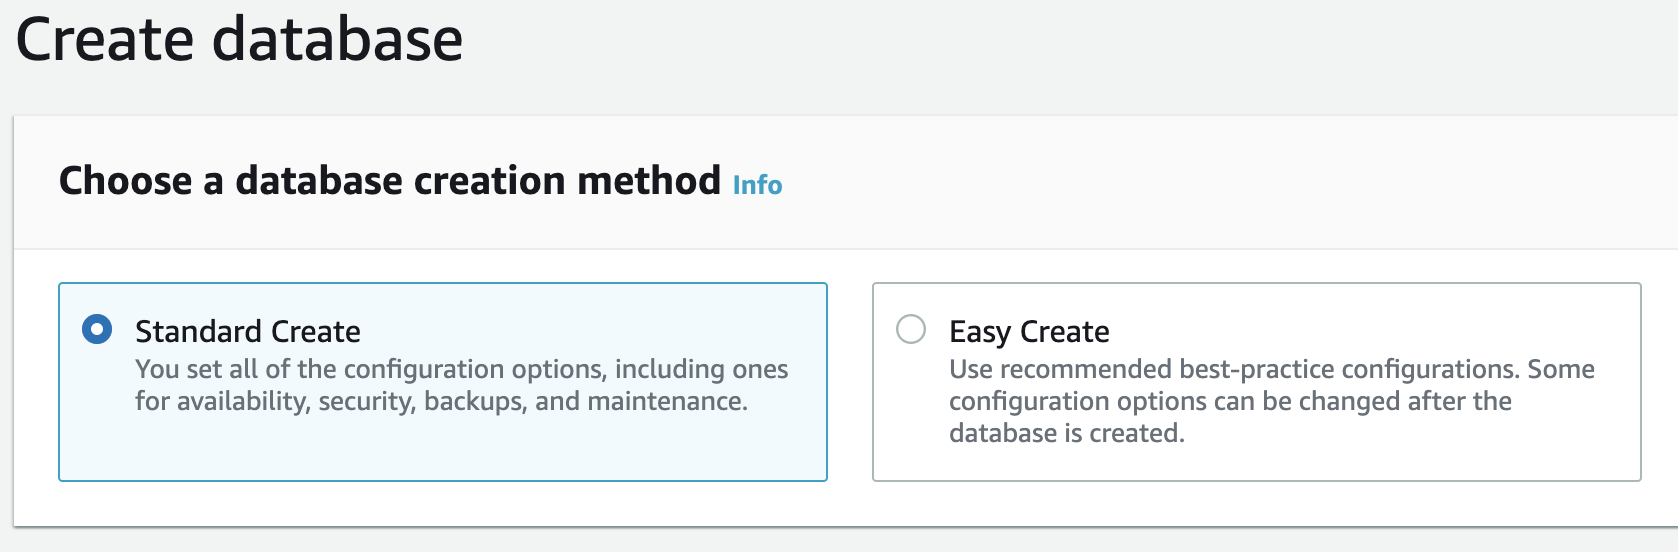 Create database
Choose a database creation method Info
Standard Create
You set all of the configuration options, including ones
for availability, security, backups, and maintenance.
Easy Create
Use recommended best-practice configurations. Some
configuration options can be changed after the
database is created.